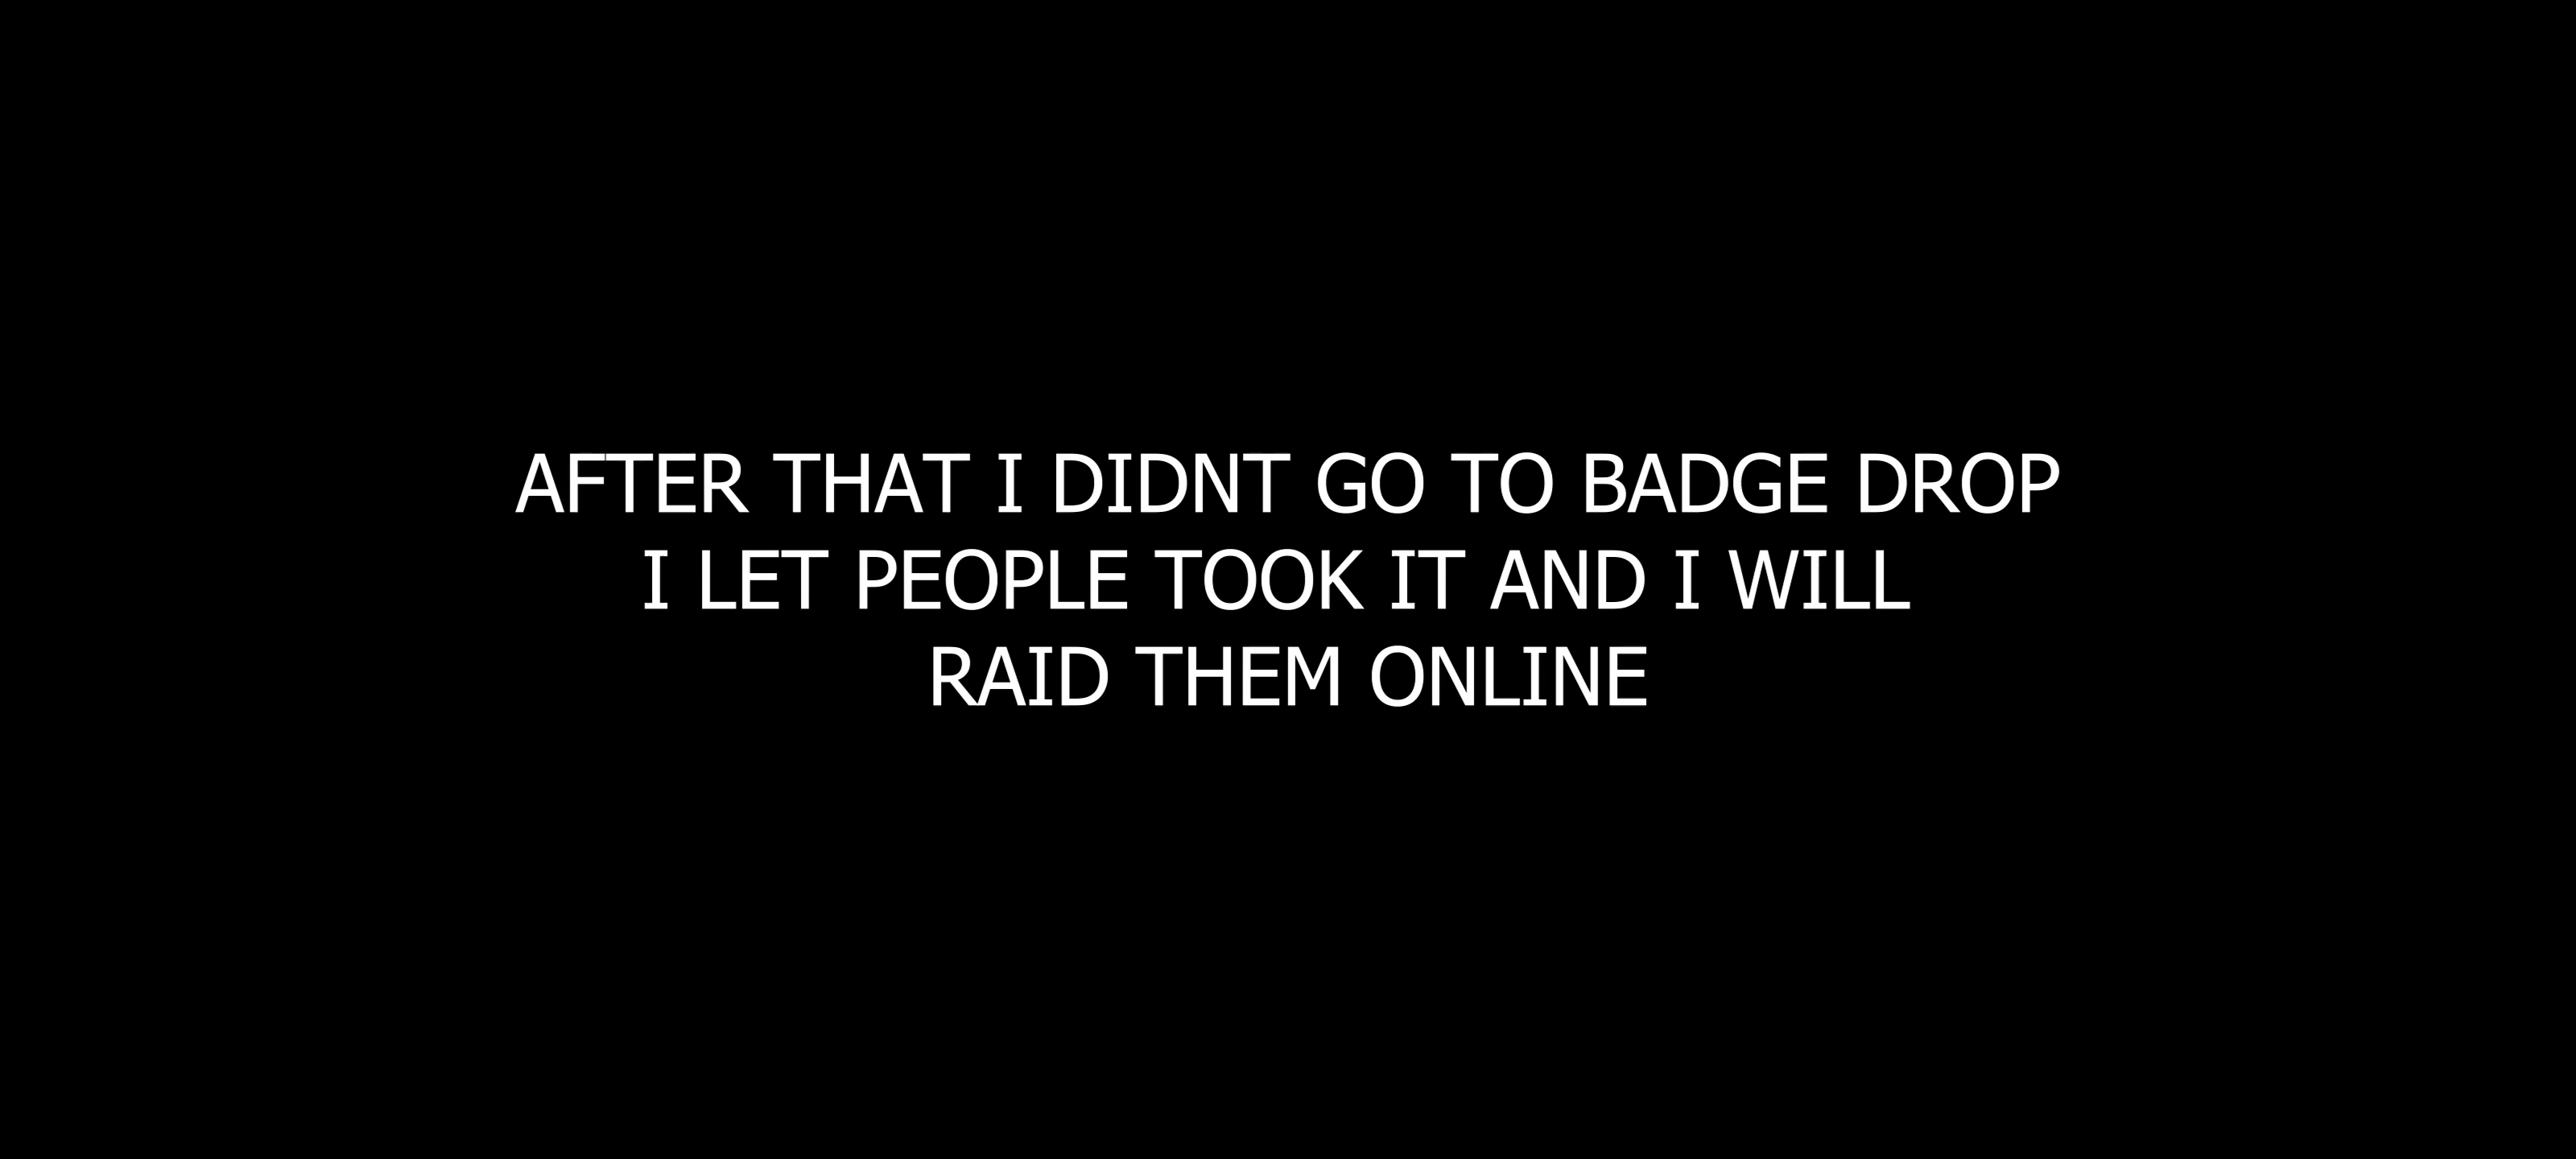 AFTER THAT I DIDNT GO TO BADGE DROP
I LET PEOPLE TOOK IT AND I WILL
RAID THEM ONLINE